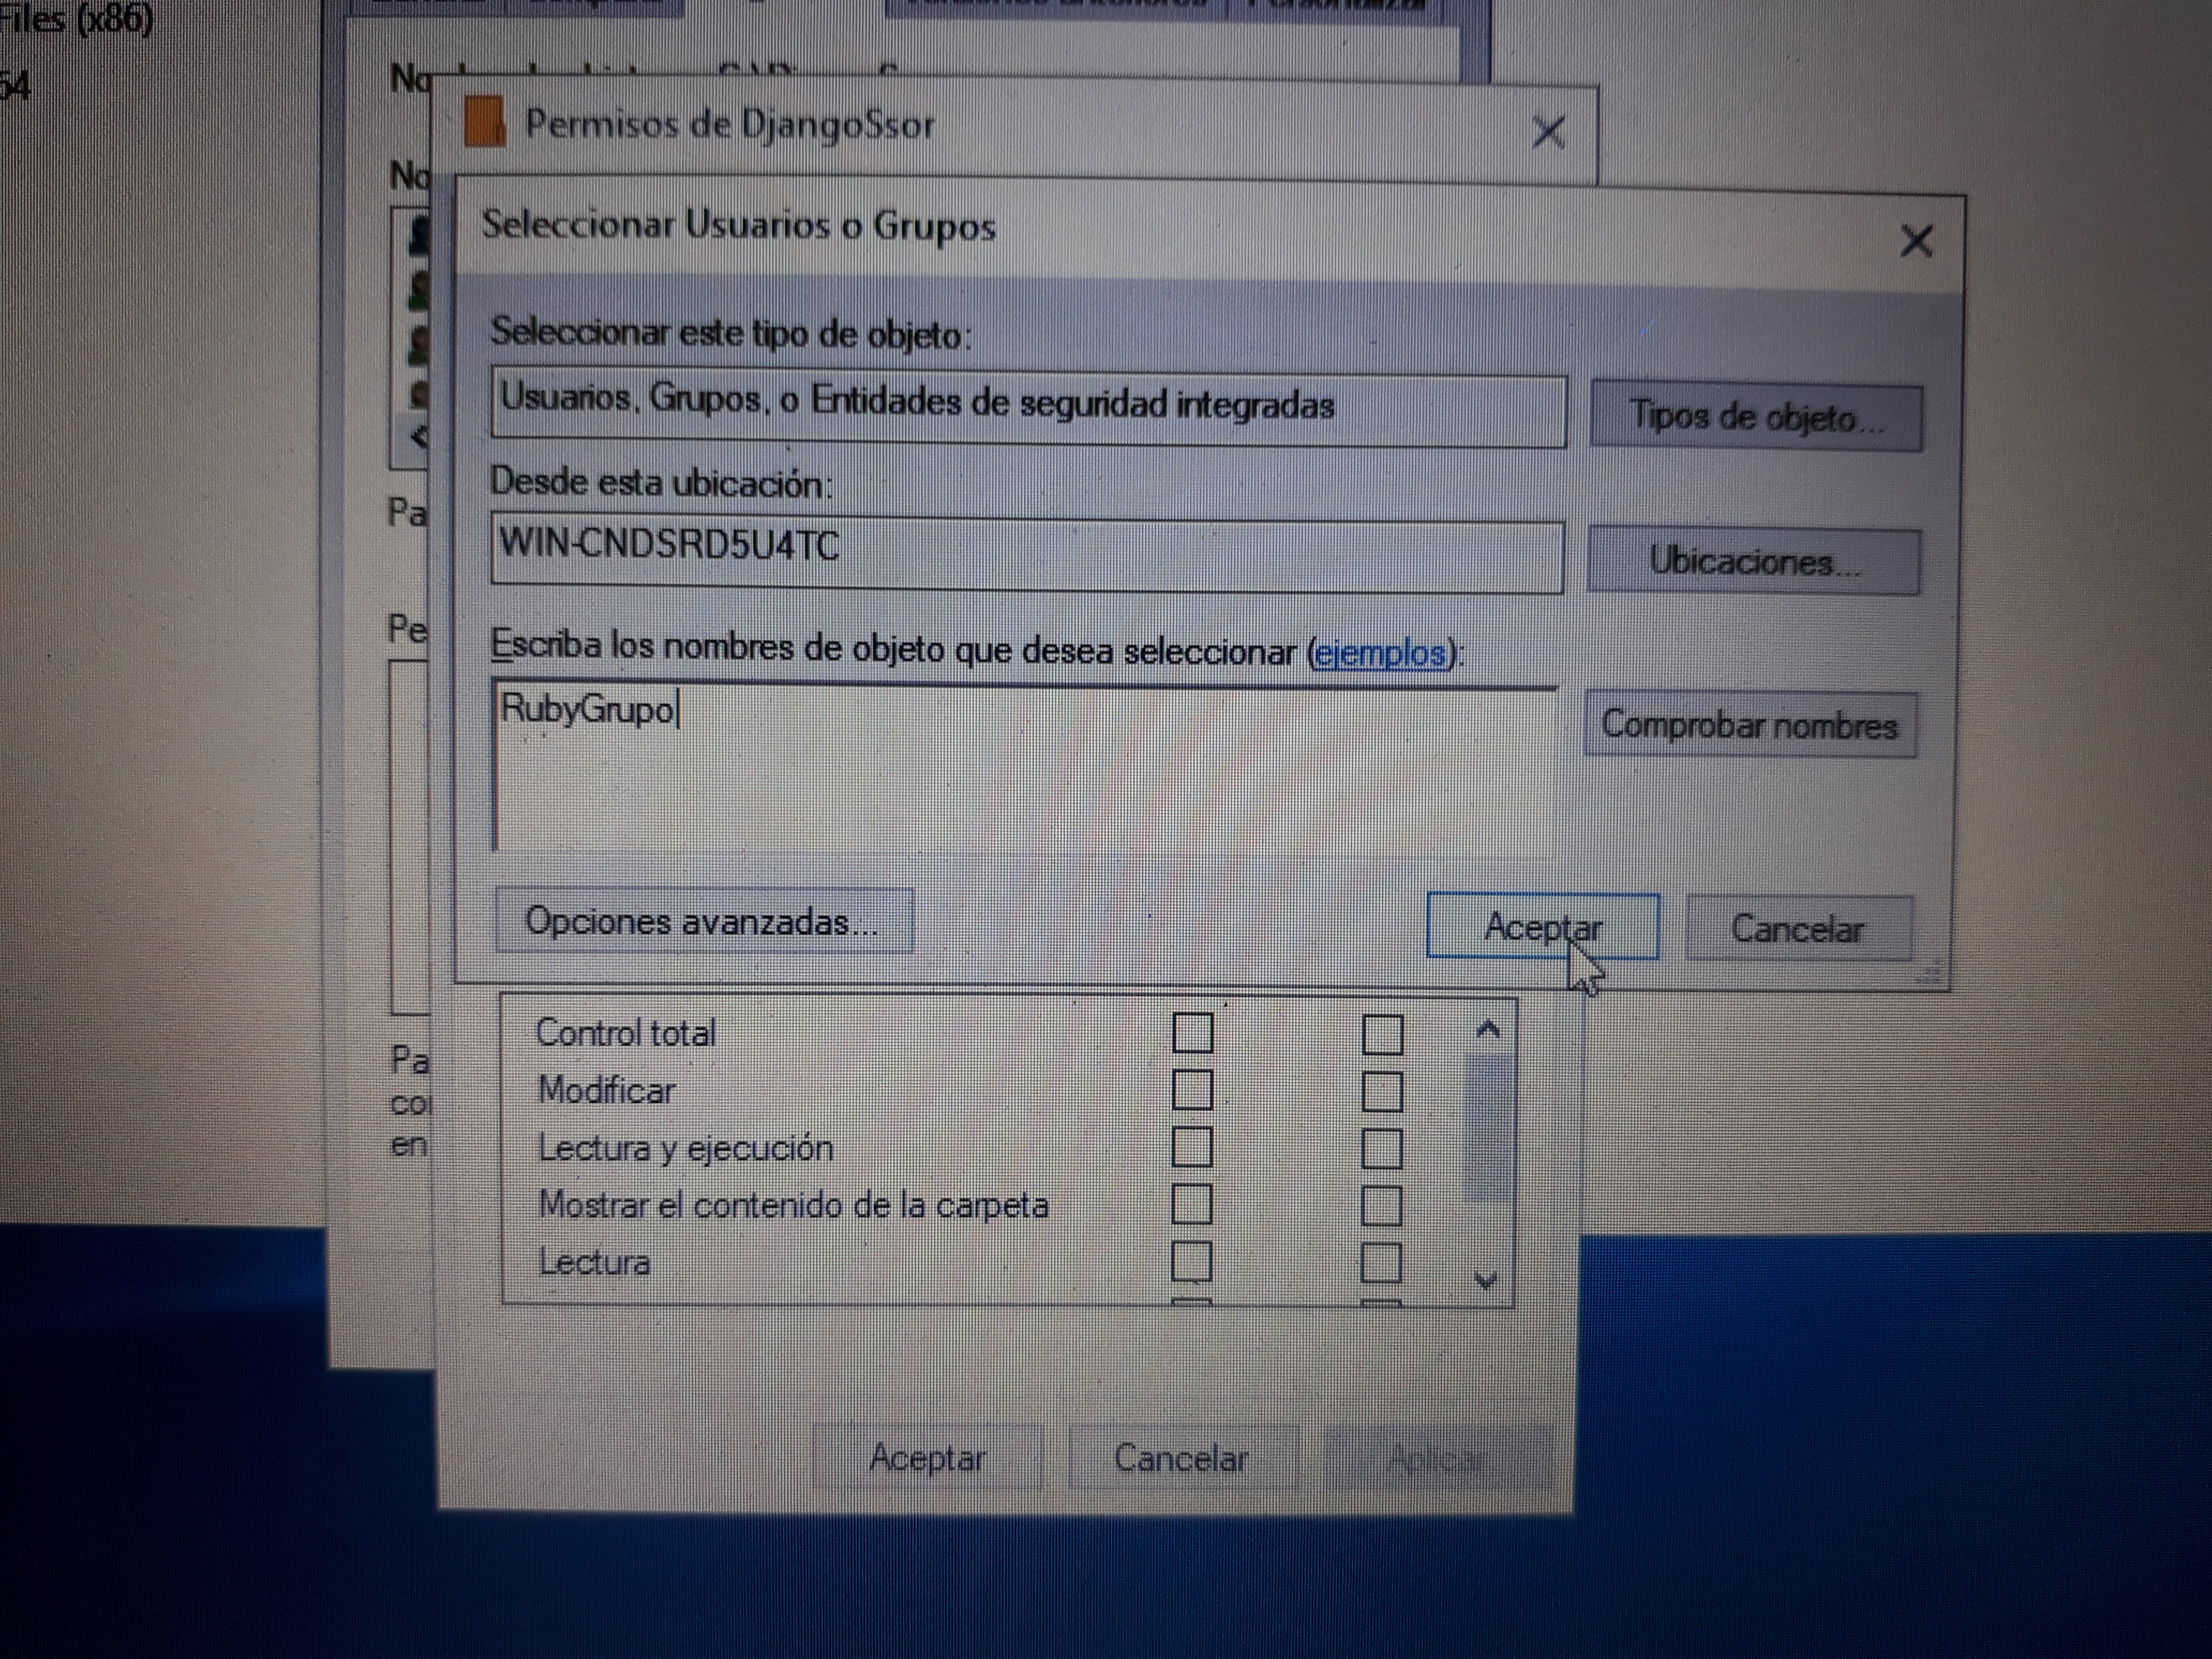 Files (x86)
64
No
Permisos de DjangoSsor
No
Seleccionar Usuarios o Grupos
Seleccionar este tipo de objeto:
Usuarios, Grupos, o Entidades de seguridad integradas
Tipos de objeto...
Desde esta ubicación:
Pa
WIN-CNDSRD5U4TC
Ubicaciones...
Pe
Escriba los nombres de objeto que desea seleccionar (ejemplos):
RubyGrupo
Comprobar nombres
Opciones avanzadas...
Aceptar
Cancelar
Control total
Pa
Modificar
co
en
Lectura y ejecución
Mostrar el contenido de la carpeta
Lectura
Aceptar
Cancelar
Aplicar